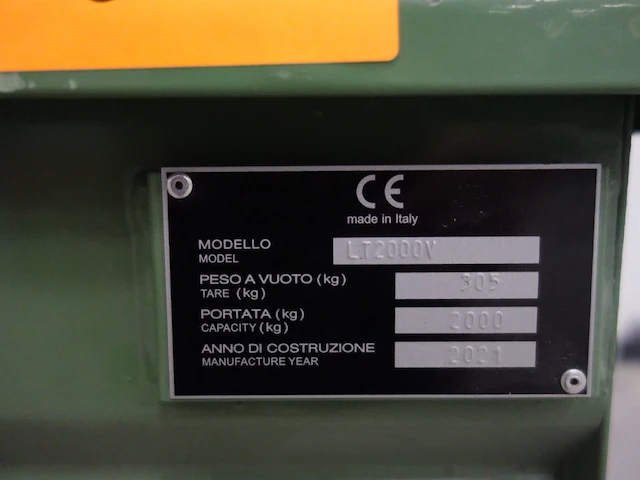 CE
made in Italy
MODELLO LT2000V
MODEL
PESO A VUOTO (kg) 305
TARE (kg)
PORTATA (kg) 2000
CAPACITY (kg)
ANNO DI COSTRUZIONE 2021
MANUFACTURE YEAR